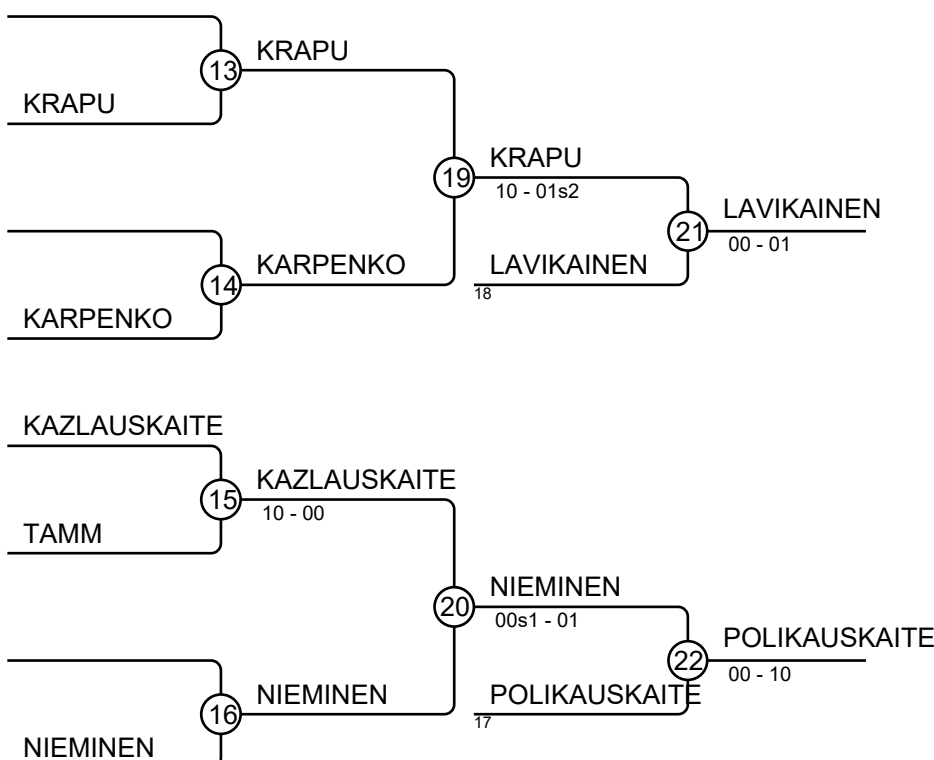 KRAPU
13
KRAPU
KRAPU
19
10 - 01s2
LAVIKAINEN
21
00 - 01
KARPENKO
LAVIKAINEN
14
18
KARPENKO
KAZLAUSKAITE
KAZLAUSKAITE
15
10 - 00
TAMM
NIEMINEN
20
00s1 - 01
POLIKAUSKAITE
22
00 - 10
NIEMINEN
POLIKAUSKAITE
16
17
NIEMINEN